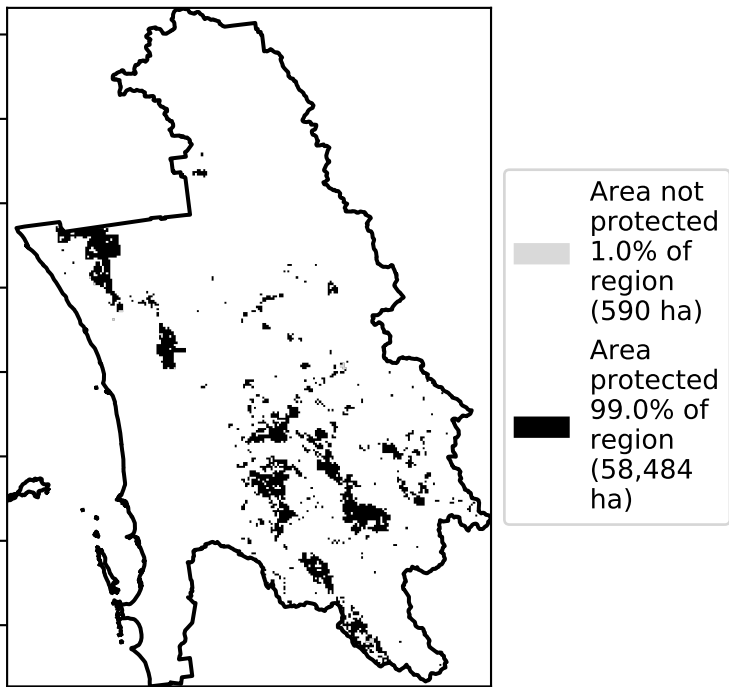 Area not
protected
1.0% of
region
(590 ha)
Area
protected
99.0% of
region
(58,484
ha)